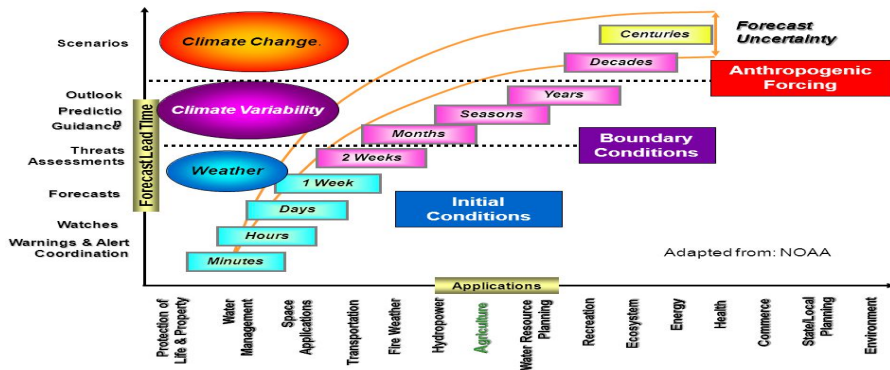 Scenarios
Outlook
Predictio
n
Guidance
Threats
Assessments
Forecasts
Watches
Warnings & Alert
Coordination
Forecast Lead Time
Climate Change.
Climate Variability
Weather
Centuries
Decades
Years
Seasons
Months
2 Weeks
1 Week
Days
Hours
Minutes
Forecast
Uncertainty
Anthropogenic
Forcing
Boundary
Conditions
Initial
Conditions
Adapted from: NOAA
Applications
Protection of
Life & Property
Water
Management
Space
Applications
Transportation
Fire Weather
Hydropower
Agriculture
Water Resource
Planning
Recreation
Ecosystem
Energy
Health
Commerce
State/Local
Planning
Environment